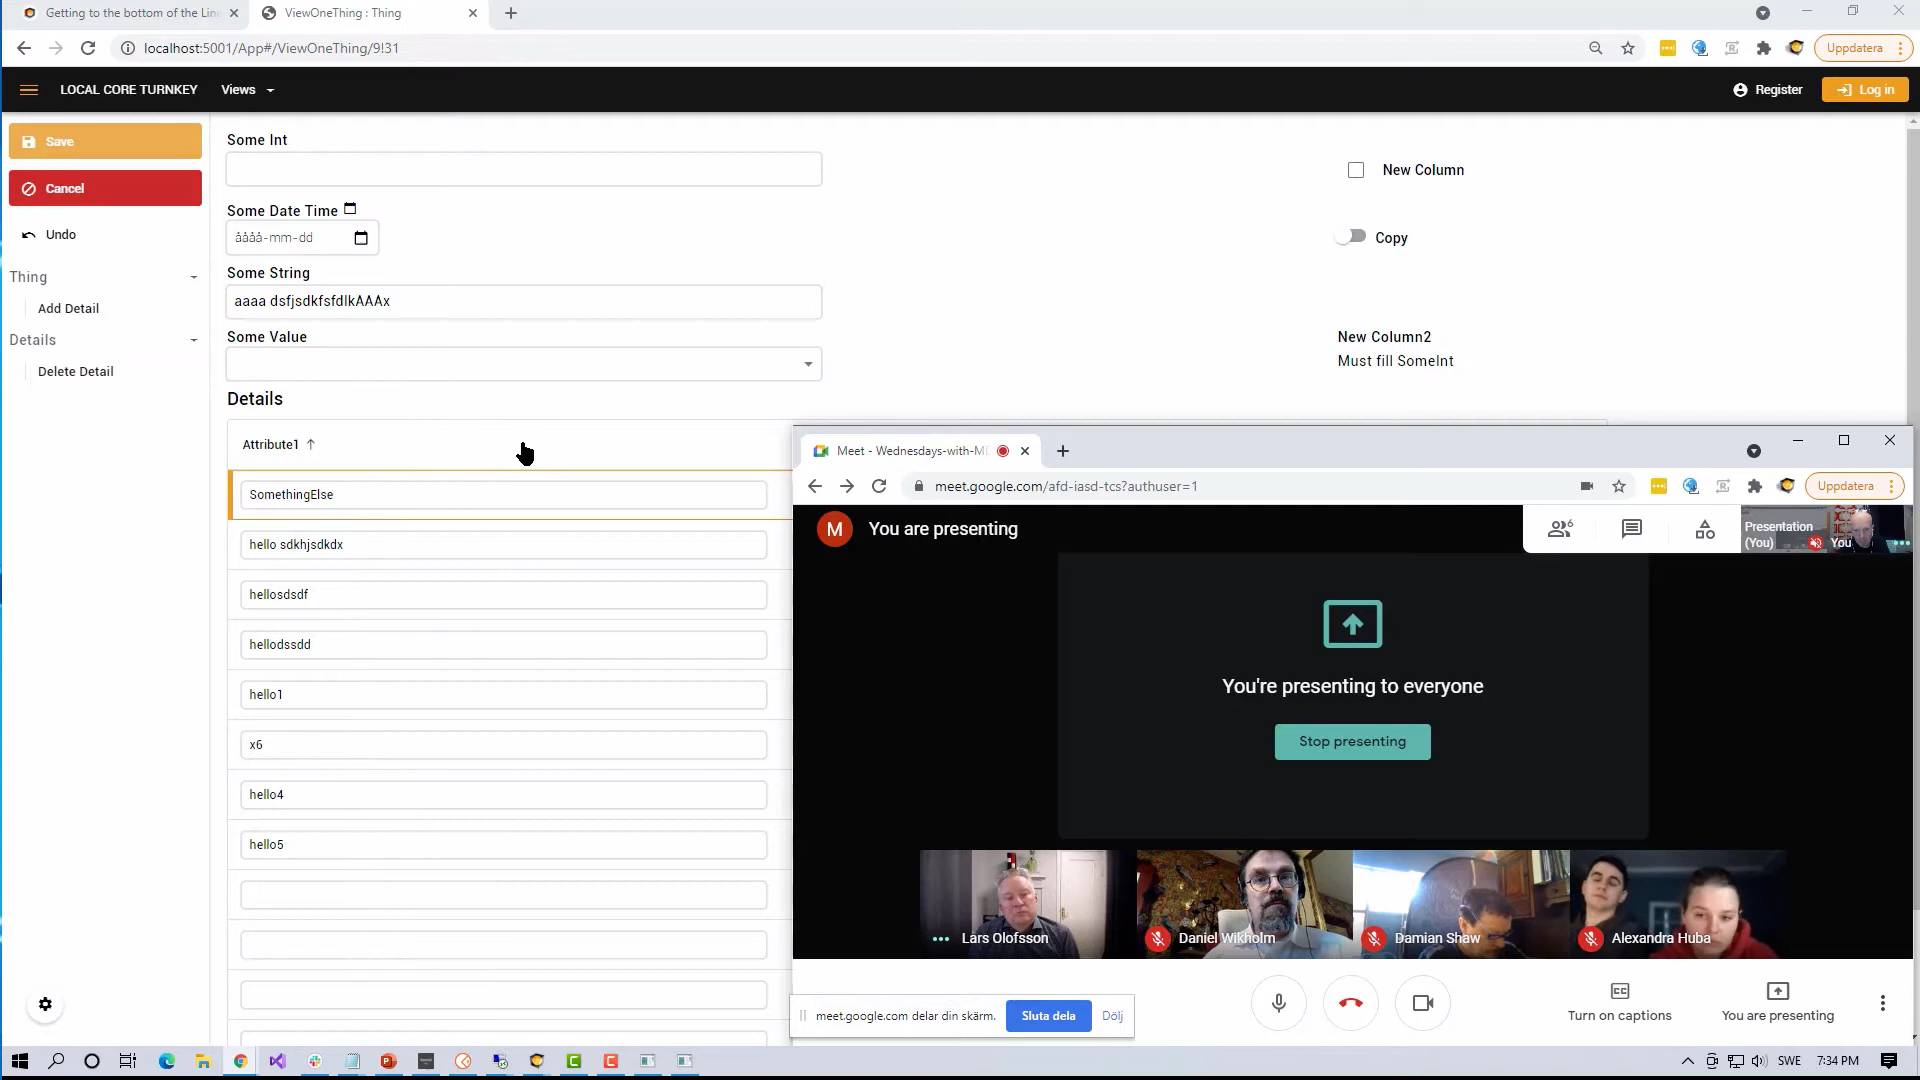 Getting to the bottom of the Lin
ViewOneThing : Thing
localhost:5001/App#/ViewOneThing/9!31
Uppdatera
LOCAL CORE TURNKEY
Views
Register
Log in
Save
Cancel
Undo
Thing
Add Detail
Details
Delete Detail
Some Int
New Column
Some Date Time
åååå-mm-dd
Copy
Some String
aaaa dsfjsdkfsfdlkAAAx
Some Value
New Column2
Must fill SomeInt
Details
Attribute1
SomethingElse
hello sdkhjsdkdx
hellosdsdf
hellodssdd
hello1
x6
hello4
hello5
Meet - Wednesdays-with-M
meet.google.com/afd-iasd-tcs?authuser=1
Uppdatera
M
You are presenting
6
Presentation
(You)
You
You're presenting to everyone
Stop presenting
Lars Olofsson
Daniel Wikholm
Damian Shaw
Alexandra Huba
meet.google.com delar din skärm.
Sluta dela
Dölj
Turn on captions
You are presenting
SWE
7:34 PM